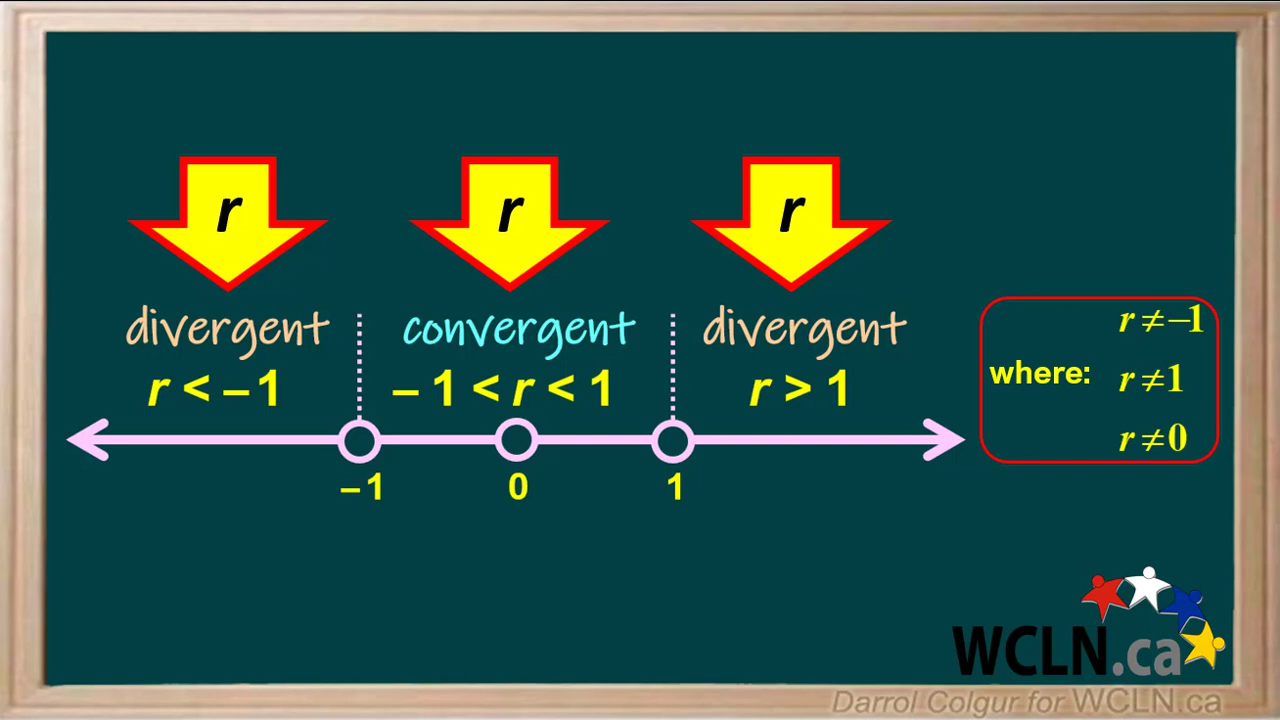 r r r
divergent convergent divergent
r < –1 – 1 < r < 1 r > 1
–1 0 1
r ≠ –1
where: r ≠ 1
r ≠ 0
WCLN.ca
Darrol Colgur for WCLN.ca